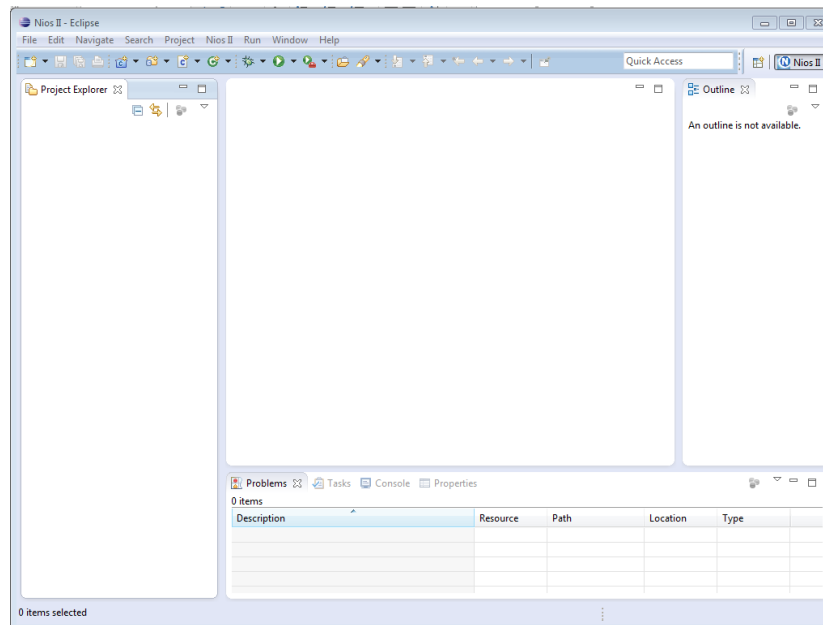 Nios II - Eclipse
File Edit Navigate Search Project Nios II Run Window Help
Quick Access
Nios II
Project Explorer
Outline
An outline is not available.
Problems Tasks Console Properties
0 items
Description Resource Path Location Type
0 items selected